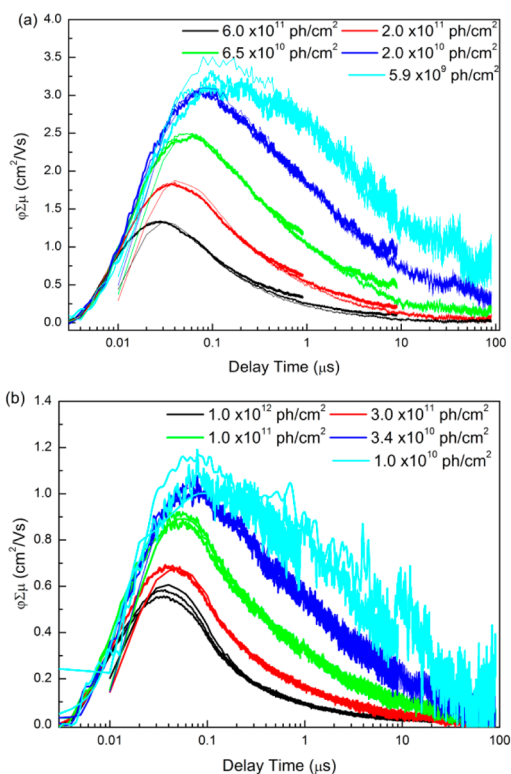 (a)
6.0 x10¹¹ ph/cm² 2.0 x10¹¹ ph/cm²
6.5 x10¹⁰ ph/cm² 2.0 x10¹⁰ ph/cm²
5.9 x10⁹ ph/cm²
φΣμ (cm²/Vs)
4.0
3.5
3.0
2.5
2.0
1.5
1.0
0.5
0.0
0.01 0.1 1 10 100
Delay Time (μs)
(b)
1.0 x10¹² ph/cm² 3.0 x10¹¹ ph/cm²
1.0 x10¹¹ ph/cm² 3.4 x10¹⁰ ph/cm²
1.0 x10¹⁰ ph/cm²
φΣμ (cm²/Vs)
1.4
1.2
1.0
0.8
0.6
0.4
0.2
0.0
0.01 0.1 1 10 100
Delay Time (μs)